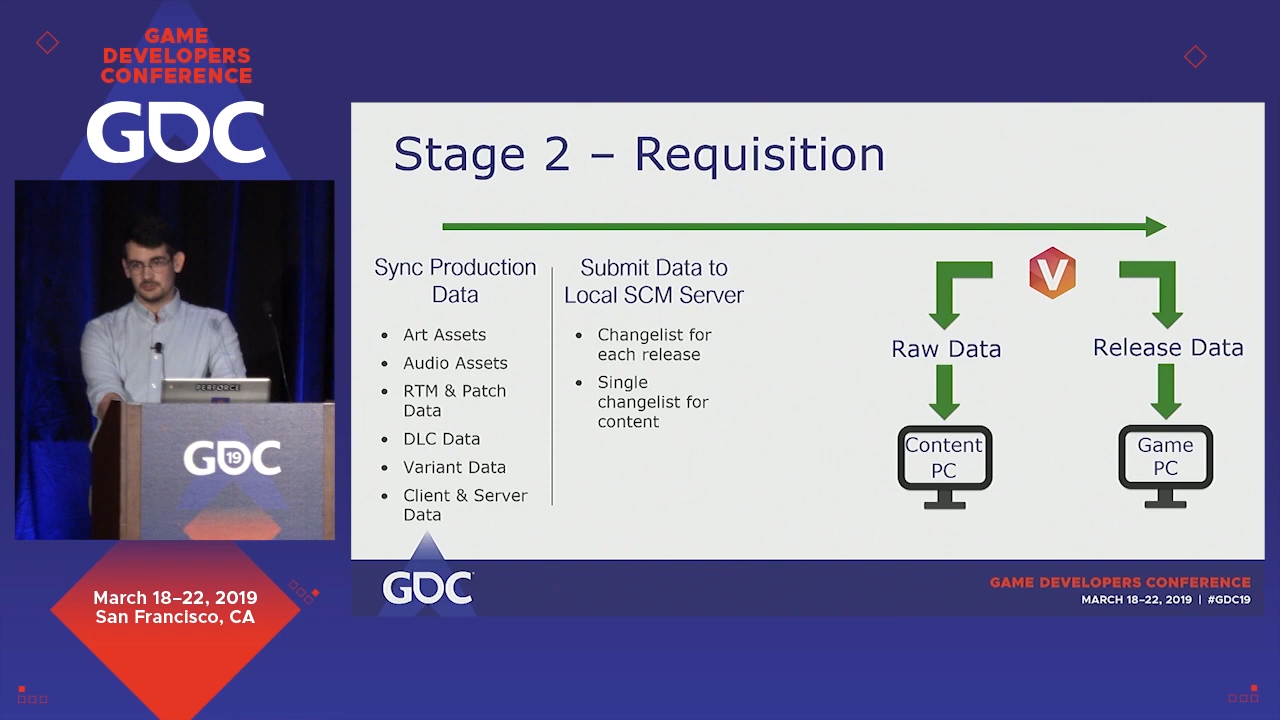 GAME
DEVELOPERS
CONFERENCE
GDC
Stage 2 – Requisition
Sync Production
Data
• Art Assets
• Audio Assets
• RTM & Patch
Data
• DLC Data
• Variant Data
• Client & Server
Data
Submit Data to
Local SCM Server
• Changelist for
each release
• Single
changelist for
content
V
Raw Data
Release Data
Content
PC
Game
PC
PERFORCE
GDC
19
March 18–22, 2019
San Francisco, CA
GDC
GAME DEVELOPERS CONFERENCE
MARCH 18–22, 2019 | #GDC19